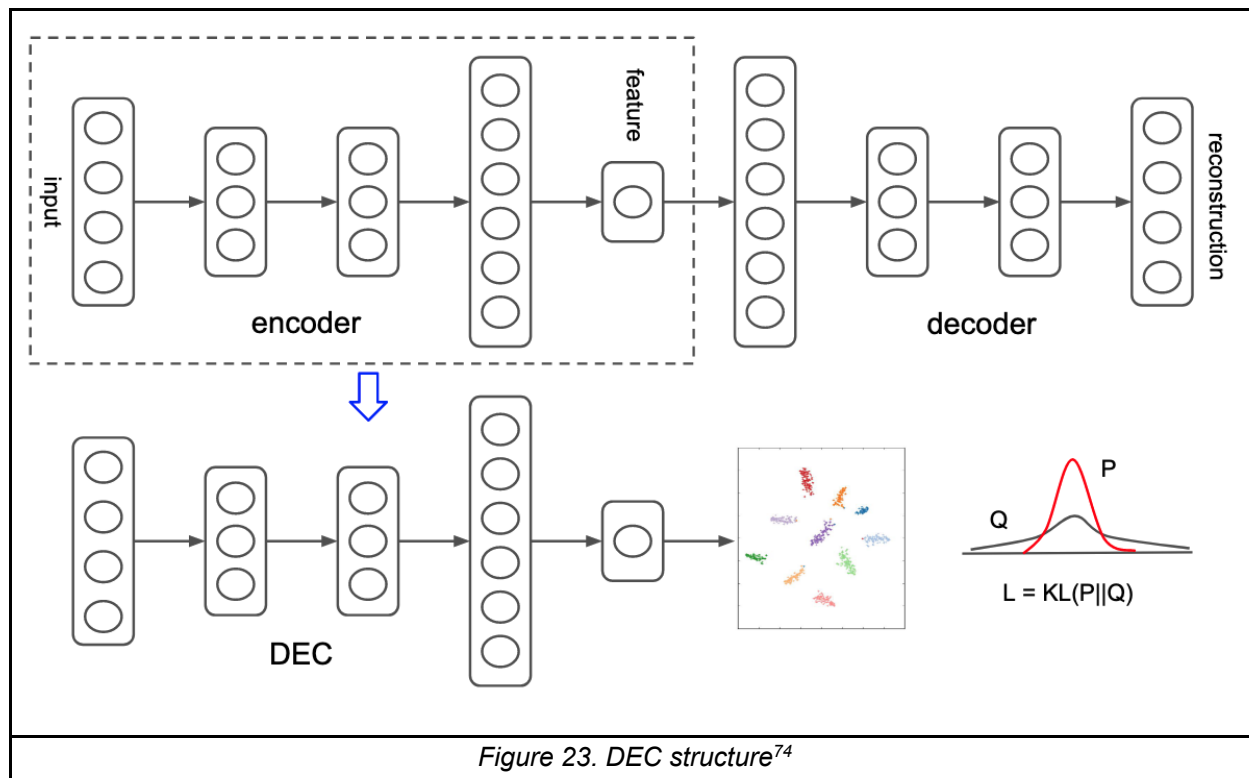 input
encoder
feature
decoder
reconstruction
DEC
Q
P
L = KL(P||Q)
Figure 23. DEC structure74